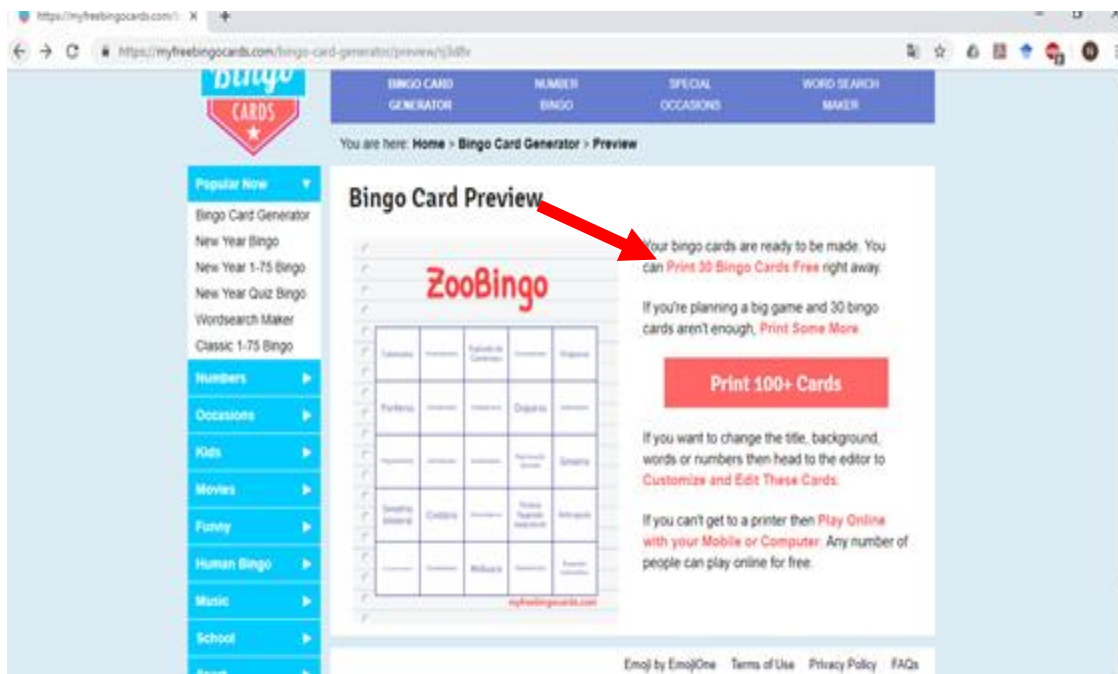 https://myfreebingocards.com/
https://myfreebingocards.com/bingo-card-generator/preview/
Bingo
CARDS
BINGO CARD
GENERATOR
NUMBER
BINGO
SPECIAL
OCCASIONS
WORD SEARCH
MAKER
You are here: Home > Bingo Card Generator > Preview
Popular Now
Bingo Card Generator
New Year Bingo
New Year 1-75 Bingo
New Year Quiz Bingo
Wordsearch Maker
Classic 1-75 Bingo
Numbers
Occasions
Kids
Movies
Funny
Human Bingo
Music
School
Bingo Card Preview
ZooBingo
Poríferos
Simetria
Simetria
bilateral
Moluscos
myfreebingocards.com
Your bingo cards are ready to be made. You
can Print 30 Bingo Cards Free right away.
If you're planning a big game and 30 bingo
cards aren't enough, Print Some More
Print 100+ Cards
If you want to change the title, background,
words or numbers then head to the editor to
Customize and Edit These Cards.
If you can't get to a printer then Play Online
with your Mobile or Computer. Any number of
people can play online for free.
Emoji by EmojiOne Terms of Use Privacy Policy FAQs